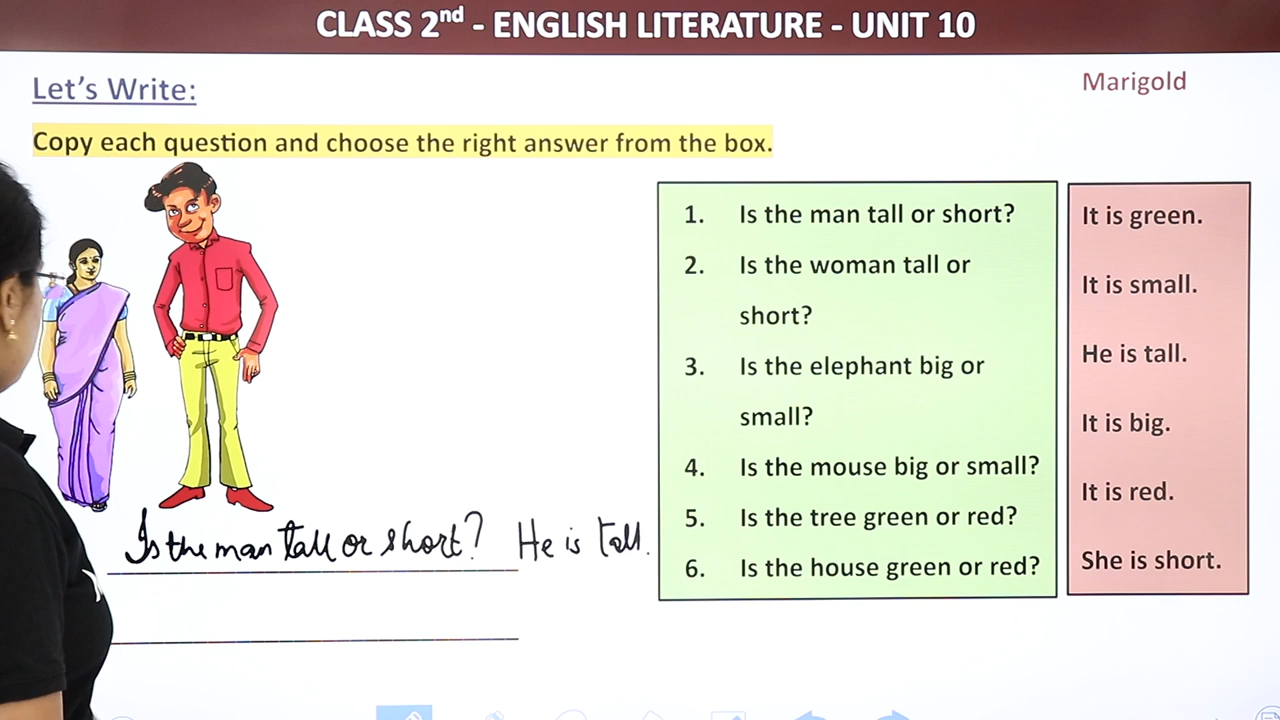 CLASS 2nd - ENGLISH LITERATURE - UNIT 10
Let's Write:
Marigold
Copy each question and choose the right answer from the box.
1. Is the man tall or short?
2. Is the woman tall or
short?
3. Is the elephant big or
small?
4. Is the mouse big or small?
5. Is the tree green or red?
6. Is the house green or red?
It is green.
It is small.
He is tall.
It is big.
It is red.
She is short.
Is the man tall or short? He is tall.